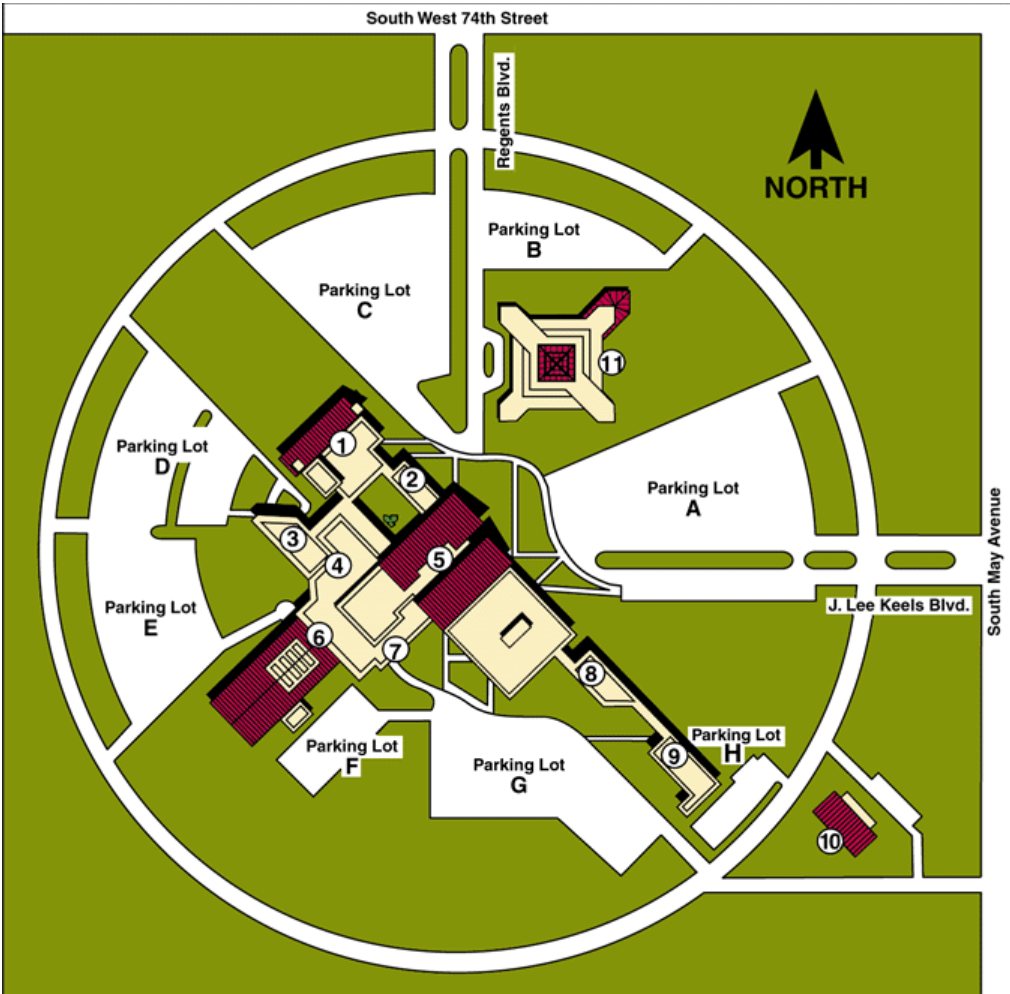 South West 74th Street
Regents Blvd.
NORTH
Parking Lot
B
Parking Lot
C
11
1
Parking Lot
D
2
Parking Lot
A
3
4
5
South May Avenue
Parking Lot
E
J. Lee Keels Blvd.
6
7
8
Parking Lot
F
Parking Lot
G
9
Parking Lot
H
10